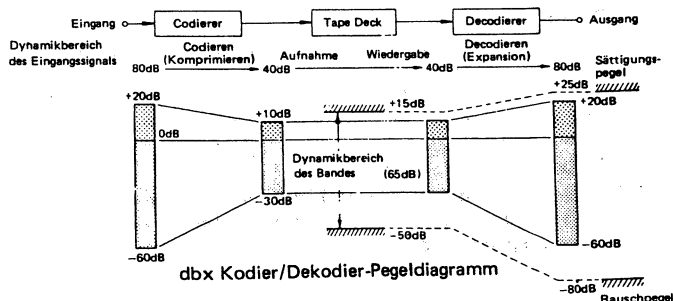 Eingang Codierer Tape Deck Decodierer Ausgang
Dynamikbereich
des Eingangssignals
Codieren
(Komprimieren)
Aufnahme Wiedergabe
Decodieren
(Expansion)
80dB 40dB 40dB 80dB
Sättigungs-
pegel
+25dB
+20dB +10dB +15dB +20dB
0dB
Dynamikbereich
des Bandes (65dB)
-30dB
-50dB
-60dB -60dB
dbx Kodier/Dekodier-Pegeldiagramm
-80dB
Rauschpegel